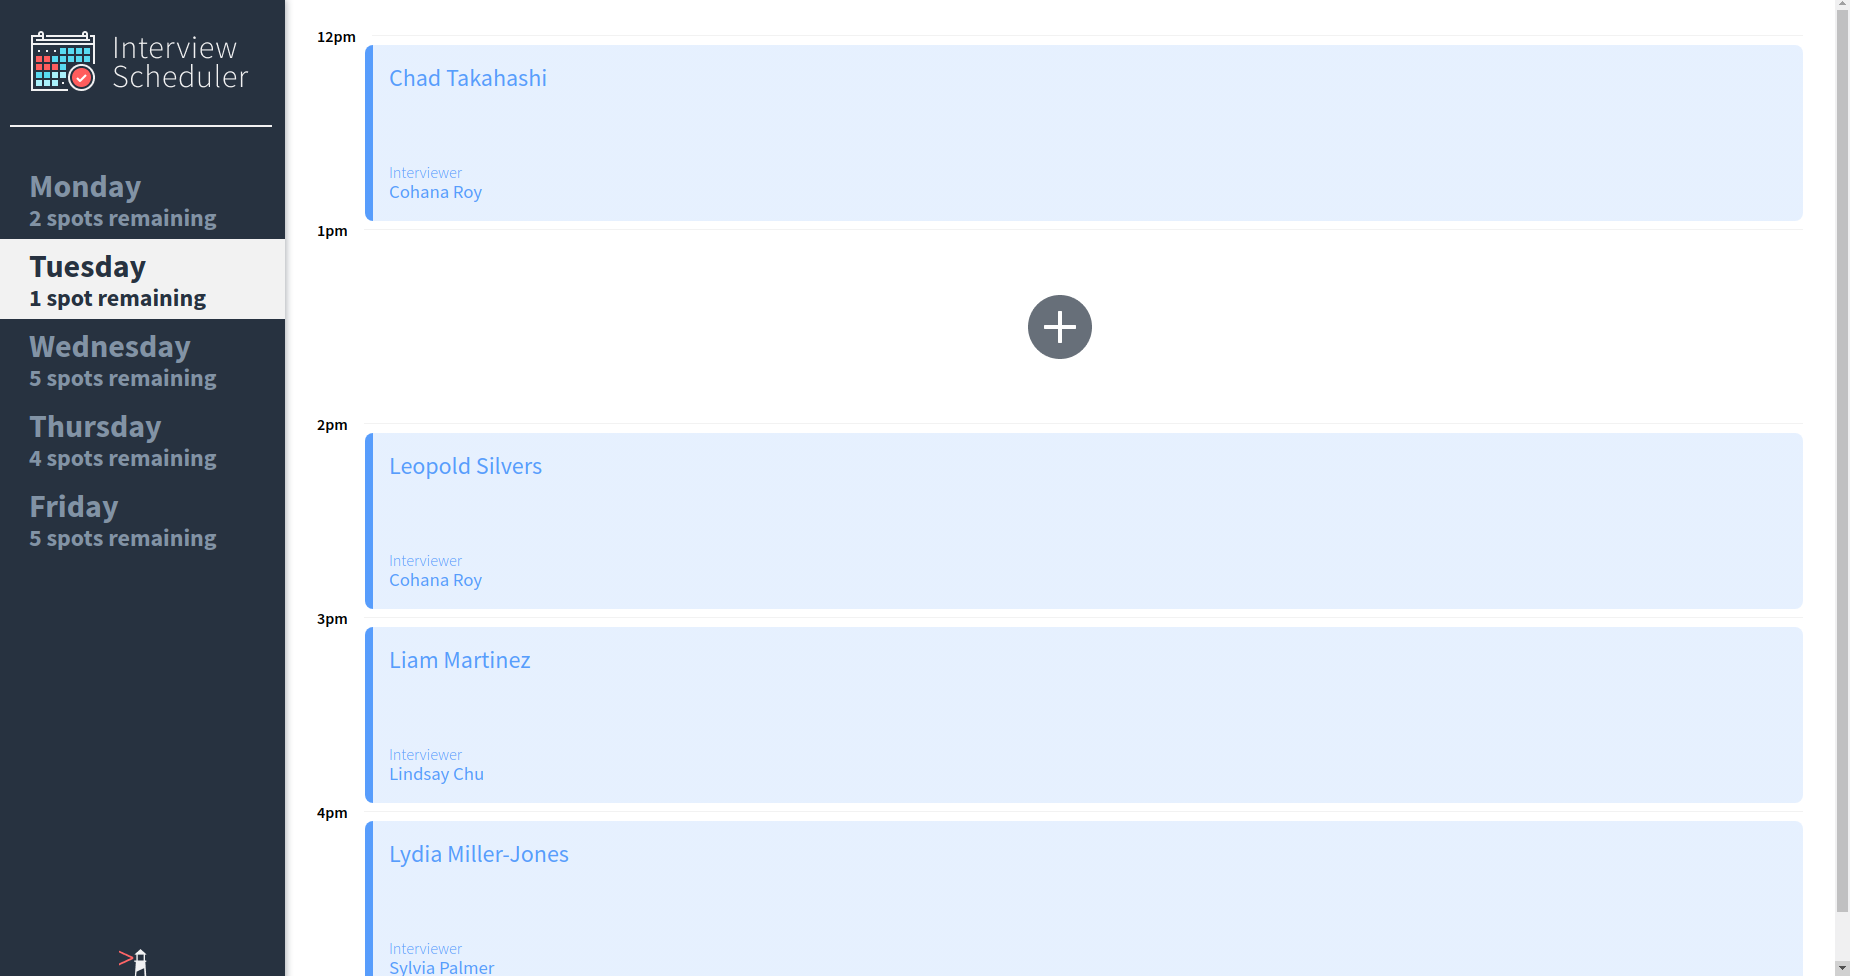 Interview
Scheduler
Monday
2 spots remaining
Tuesday
1 spot remaining
Wednesday
5 spots remaining
Thursday
4 spots remaining
Friday
5 spots remaining
12pm
Chad Takahashi
Interviewer
Cohana Roy
1pm
2pm
Leopold Silvers
Interviewer
Cohana Roy
3pm
Liam Martinez
Interviewer
Lindsay Chu
4pm
Lydia Miller-Jones
Interviewer
Sylvia Palmer